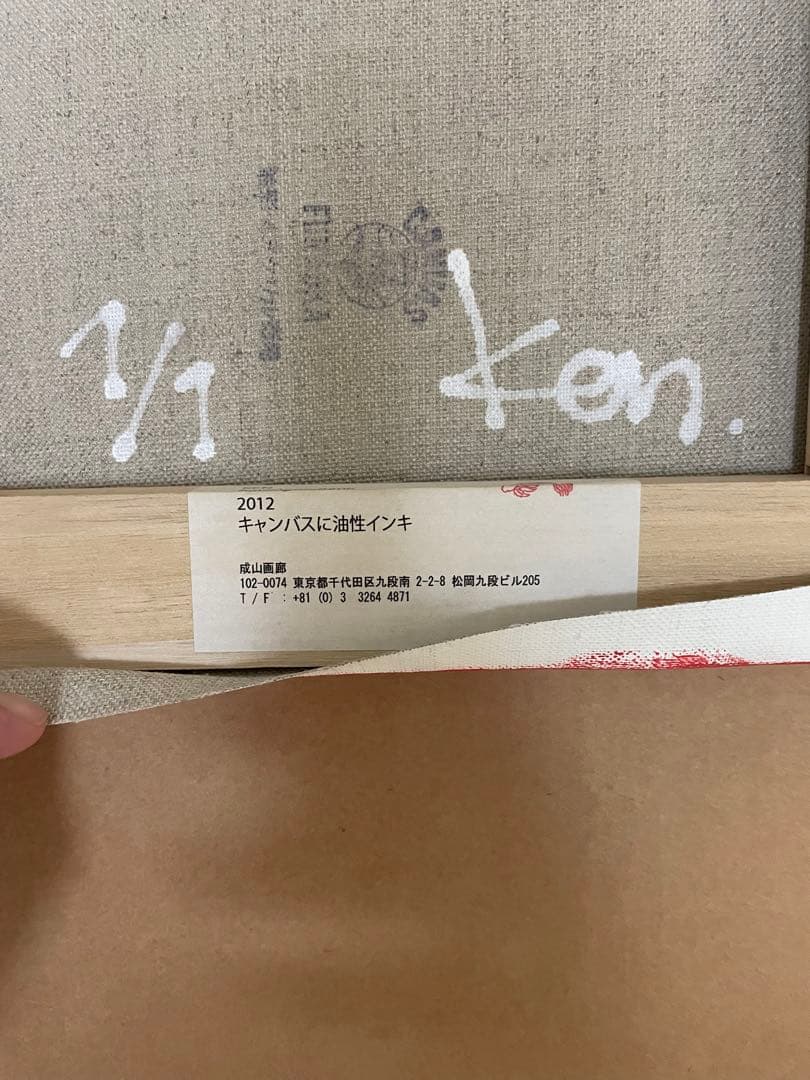 1/1
Ken.
2012
キャンバスに油性インキ
成山画廊
102-0074 東京都千代田区九段南 2-2-8 松岡九段ビル205
T / F : +81 (0) 3 3264 4871